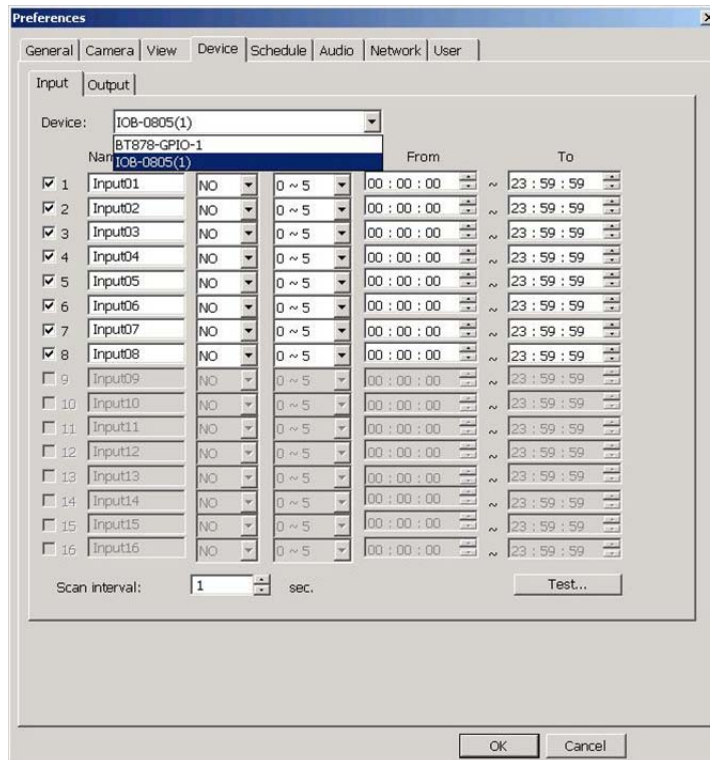 Preferences
General Camera View Device Schedule Audio Network User
Input Output
Device: IOB-0805(1)
BT878-GPIO-1
IOB-0805(1)
From To
1 Input01 NO 0 ~ 5 00 : 00 : 00 ~ 23 : 59 : 59
2 Input02 NO 0 ~ 5 00 : 00 : 00 ~ 23 : 59 : 59
3 Input03 NO 0 ~ 5 00 : 00 : 00 ~ 23 : 59 : 59
4 Input04 NO 0 ~ 5 00 : 00 : 00 ~ 23 : 59 : 59
5 Input05 NO 0 ~ 5 00 : 00 : 00 ~ 23 : 59 : 59
6 Input06 NO 0 ~ 5 00 : 00 : 00 ~ 23 : 59 : 59
7 Input07 NO 0 ~ 5 00 : 00 : 00 ~ 23 : 59 : 59
8 Input08 NO 0 ~ 5 00 : 00 : 00 ~ 23 : 59 : 59
9 Input09 NO 0 ~ 5 00 : 00 : 00 ~ 23 : 59 : 59
10 Input10 NO 0 ~ 5 00 : 00 : 00 ~ 23 : 59 : 59
11 Input11 NO 0 ~ 5 00 : 00 : 00 ~ 23 : 59 : 59
12 Input12 NO 0 ~ 5 00 : 00 : 00 ~ 23 : 59 : 59
13 Input13 NO 0 ~ 5 00 : 00 : 00 ~ 23 : 59 : 59
14 Input14 NO 0 ~ 5 00 : 00 : 00 ~ 23 : 59 : 59
15 Input15 NO 0 ~ 5 00 : 00 : 00 ~ 23 : 59 : 59
16 Input16 NO 0 ~ 5 00 : 00 : 00 ~ 23 : 59 : 59
Scan interval: 1 sec. Test...
OK Cancel